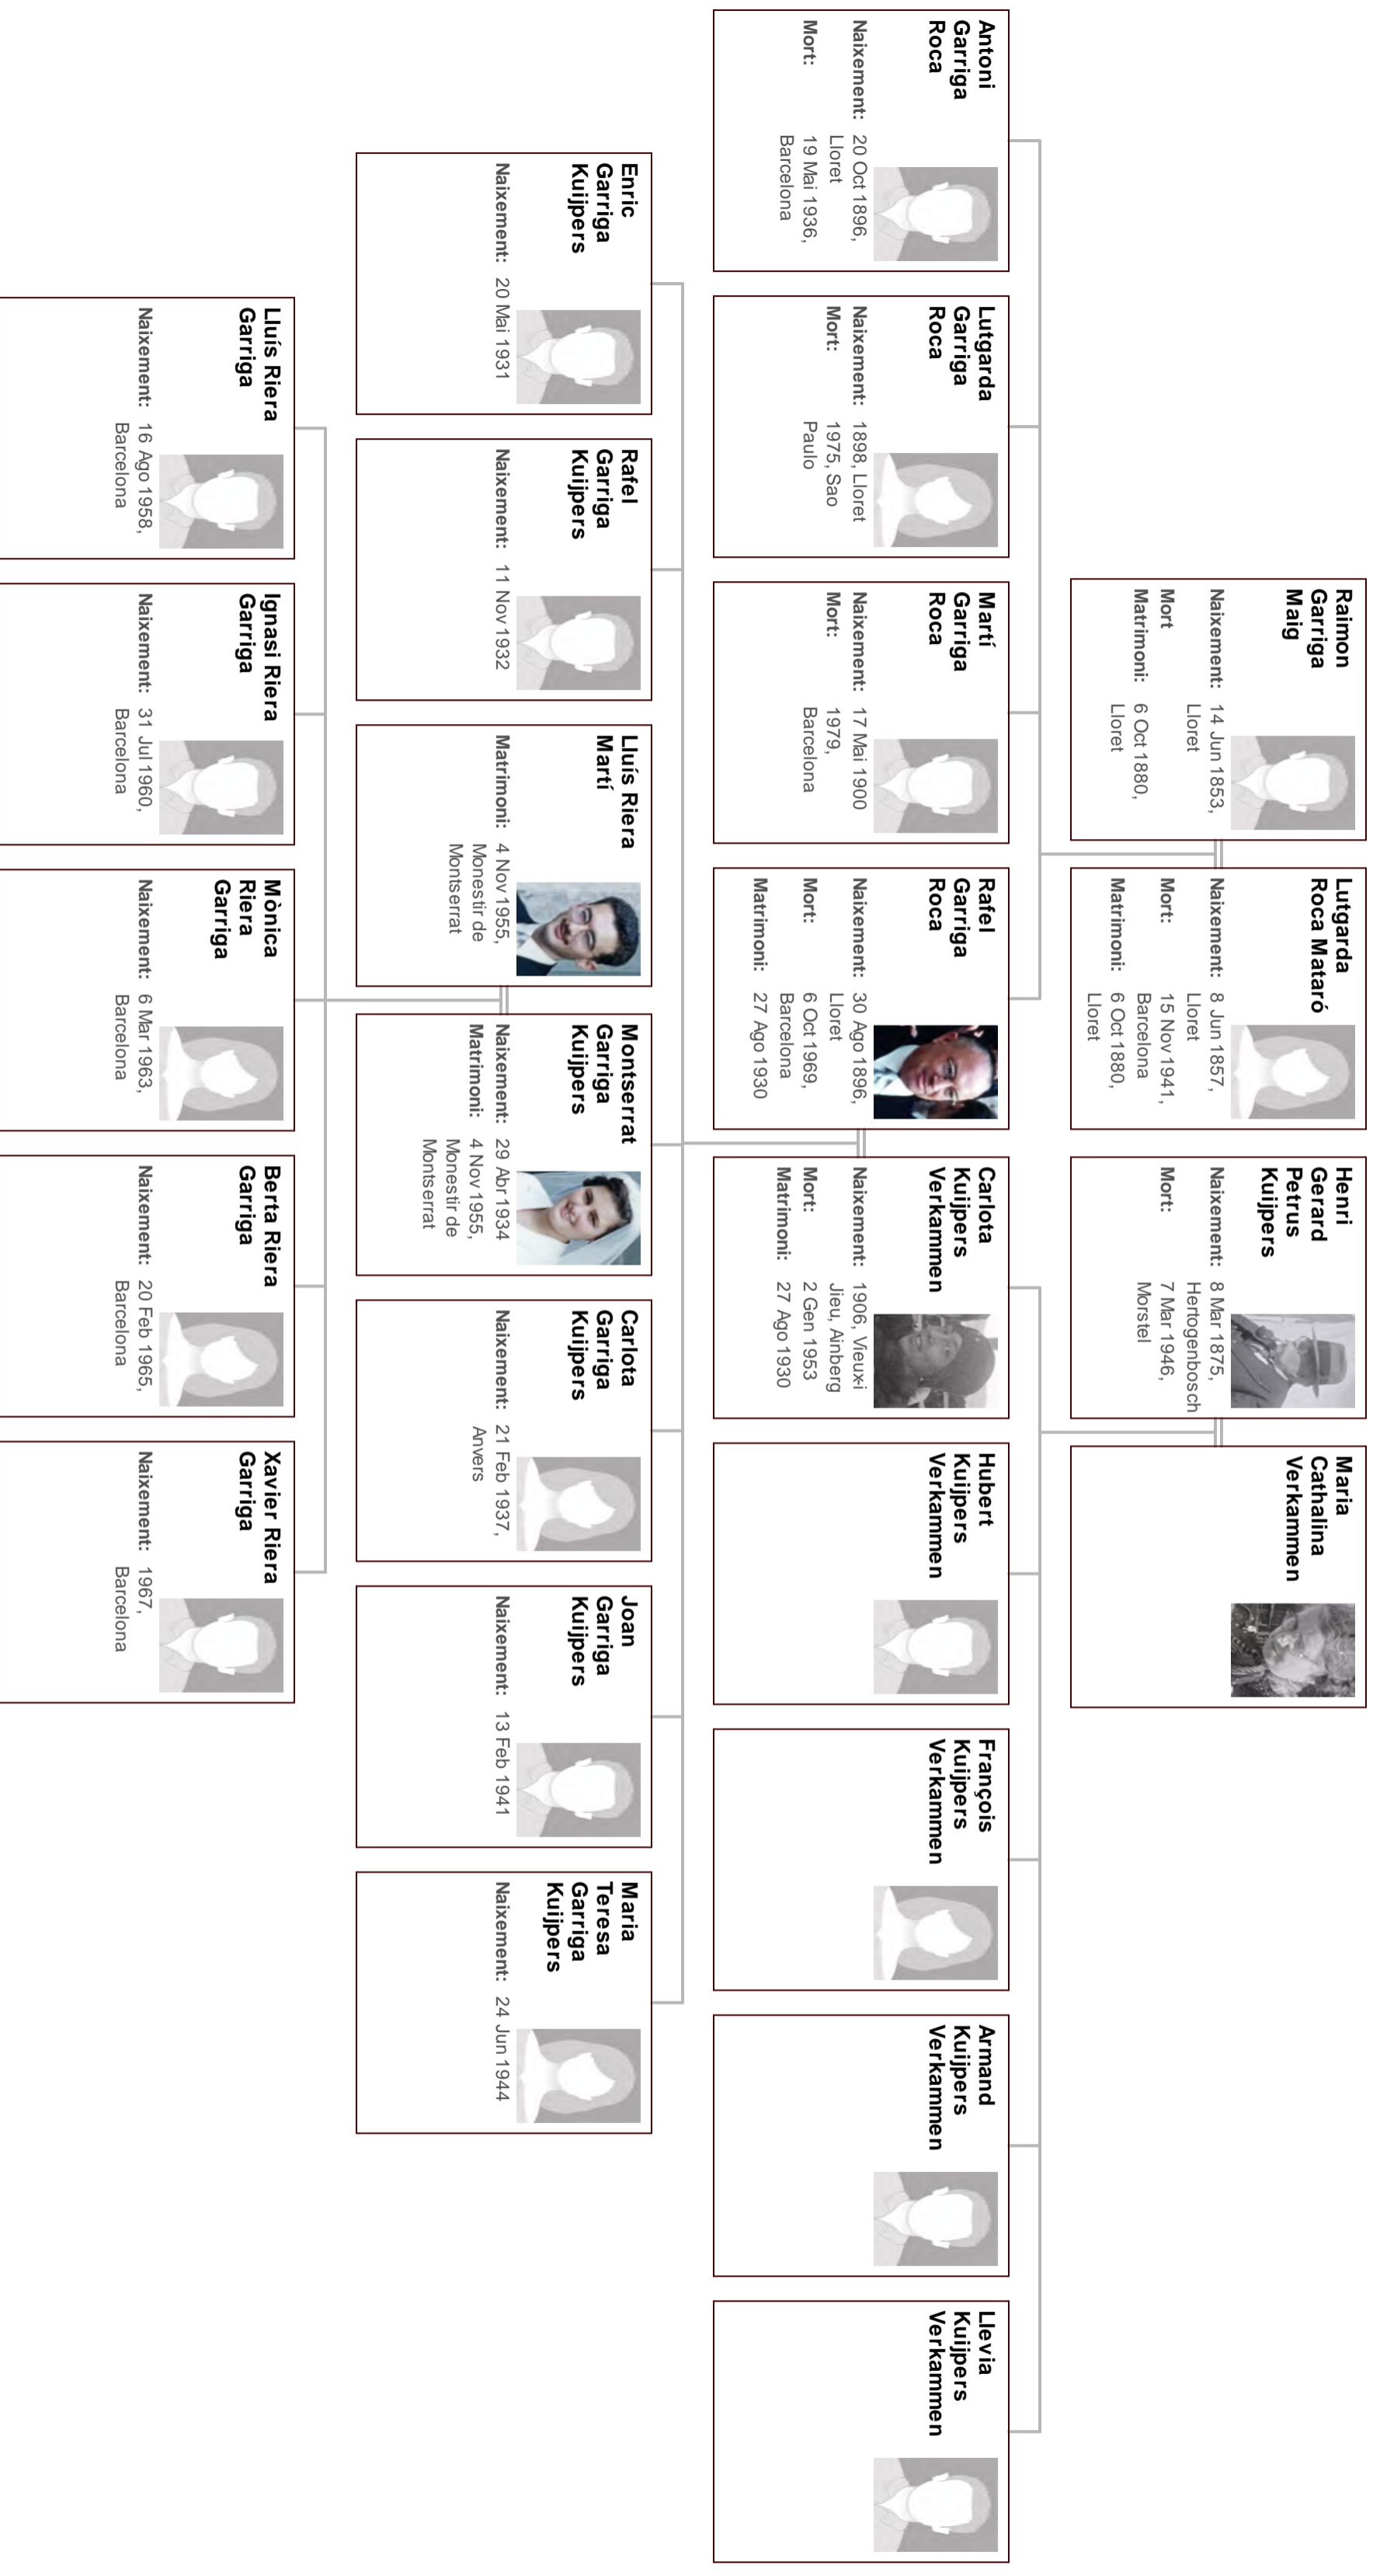 Raimon
Garriga
Maig
Naixement: 14 Jun 1853,
Lloret
Mort
Matrimoni: 6 Oct 1880,
Lloret
Lutgarda
Roca Mataró
Naixement: 8 Jun 1857,
Lloret
Mort: 15 Nov 1941,
Barcelona
Matrimoni: 6 Oct 1880,
Lloret
Henri
Gerard
Petrus
Kuijpers
Naixement: 8 Mar 1875,
Hertogenbosch
Mort: 7 Mar 1946,
Morstel
Maria
Cathalina
Verkammen
Antoni
Garriga
Roca
Naixement: 20 Oct 1896,
Lloret
Mort: 19 Mai 1936,
Barcelona
Lutgarda
Garriga
Roca
Naixement: 1898, Lloret
Mort: 1975, Sao
Paulo
Martí
Garriga
Roca
Naixement: 17 Mai 1900
Mort: 1979,
Barcelona
Rafel
Garriga
Roca
Naixement: 30 Ago 1896,
Lloret
Mort: 6 Oct 1969,
Barcelona
Matrimoni: 27 Ago 1930
Carlota
Kuijpers
Verkammen
Naixement: 1906, Vieux-i
Jieu, Ainberg
Mort: 2 Gen 1953
Matrimoni: 27 Ago 1930
Hubert
Kuijpers
Verkammen
François
Kuijpers
Verkammen
Armand
Kuijpers
Verkammen
Llevia
Kuijpers
Verkammen
Enric
Garriga
Kuijpers
Naixement: 20 Mai 1931
Rafel
Garriga
Kuijpers
Naixement: 11 Nov 1932
Lluís Riera
Martí
Matrimoni: 4 Nov 1955,
Monestir de
Montserrat
Montserrat
Garriga
Kuijpers
Naixement: 29 Abr 1934
Matrimoni: 4 Nov 1955,
Monestir de
Montserrat
Carlota
Garriga
Kuijpers
Naixement: 21 Feb 1937,
Anvers
Joan
Garriga
Kuijpers
Naixement: 13 Feb 1941
Maria
Teresa
Garriga
Kuijpers
Naixement: 24 Jun 1944
Lluís Riera
Garriga
Naixement: 16 Ago 1958,
Barcelona
Ignasi Riera
Garriga
Naixement: 31 Jul 1960,
Barcelona
Mònica
Riera
Garriga
Naixement: 6 Mar 1963,
Barcelona
Berta Riera
Garriga
Naixement: 20 Feb 1965,
Barcelona
Xavier Riera
Garriga
Naixement: 1967,
Barcelona